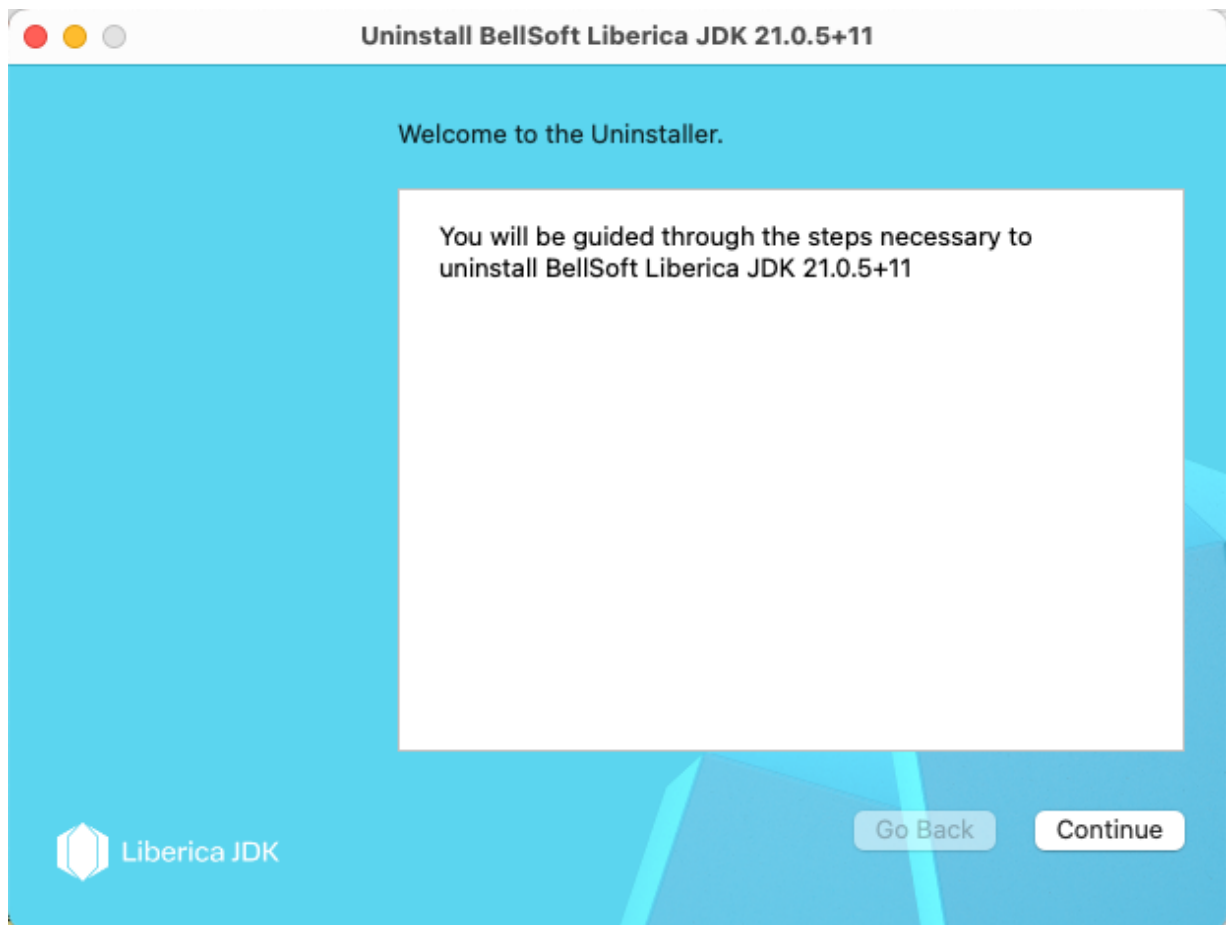 Uninstall BellSoft Liberica JDK 21.0.5+11
Welcome to the Uninstaller.
You will be guided through the steps necessary to
uninstall BellSoft Liberica JDK 21.0.5+11
Go Back
Continue
Liberica JDK